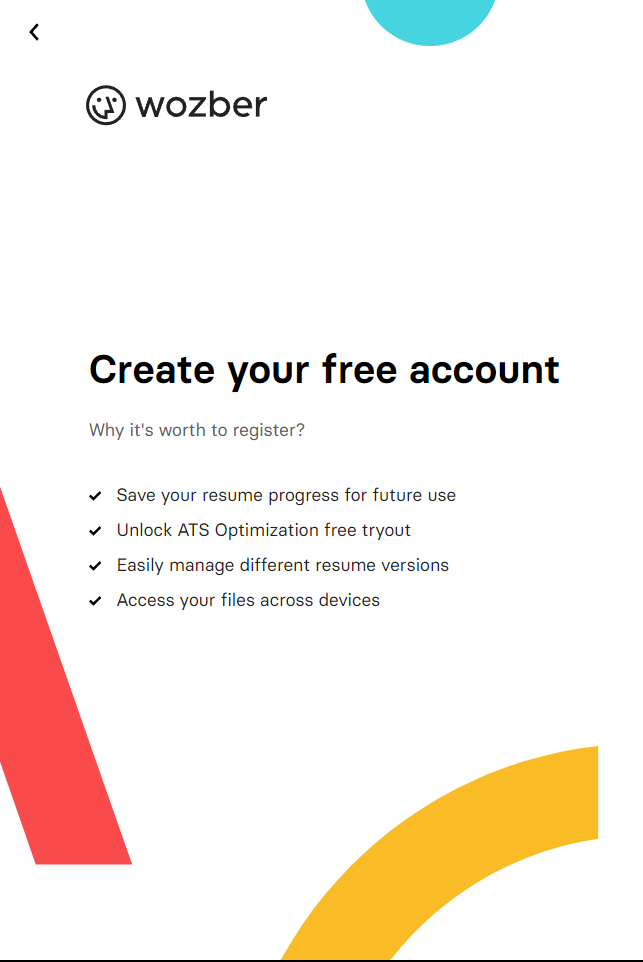 wozber
Create your free account
Why it's worth to register?
Save your resume progress for future use
Unlock ATS Optimization free tryout
Easily manage different resume versions
Access your files across devices